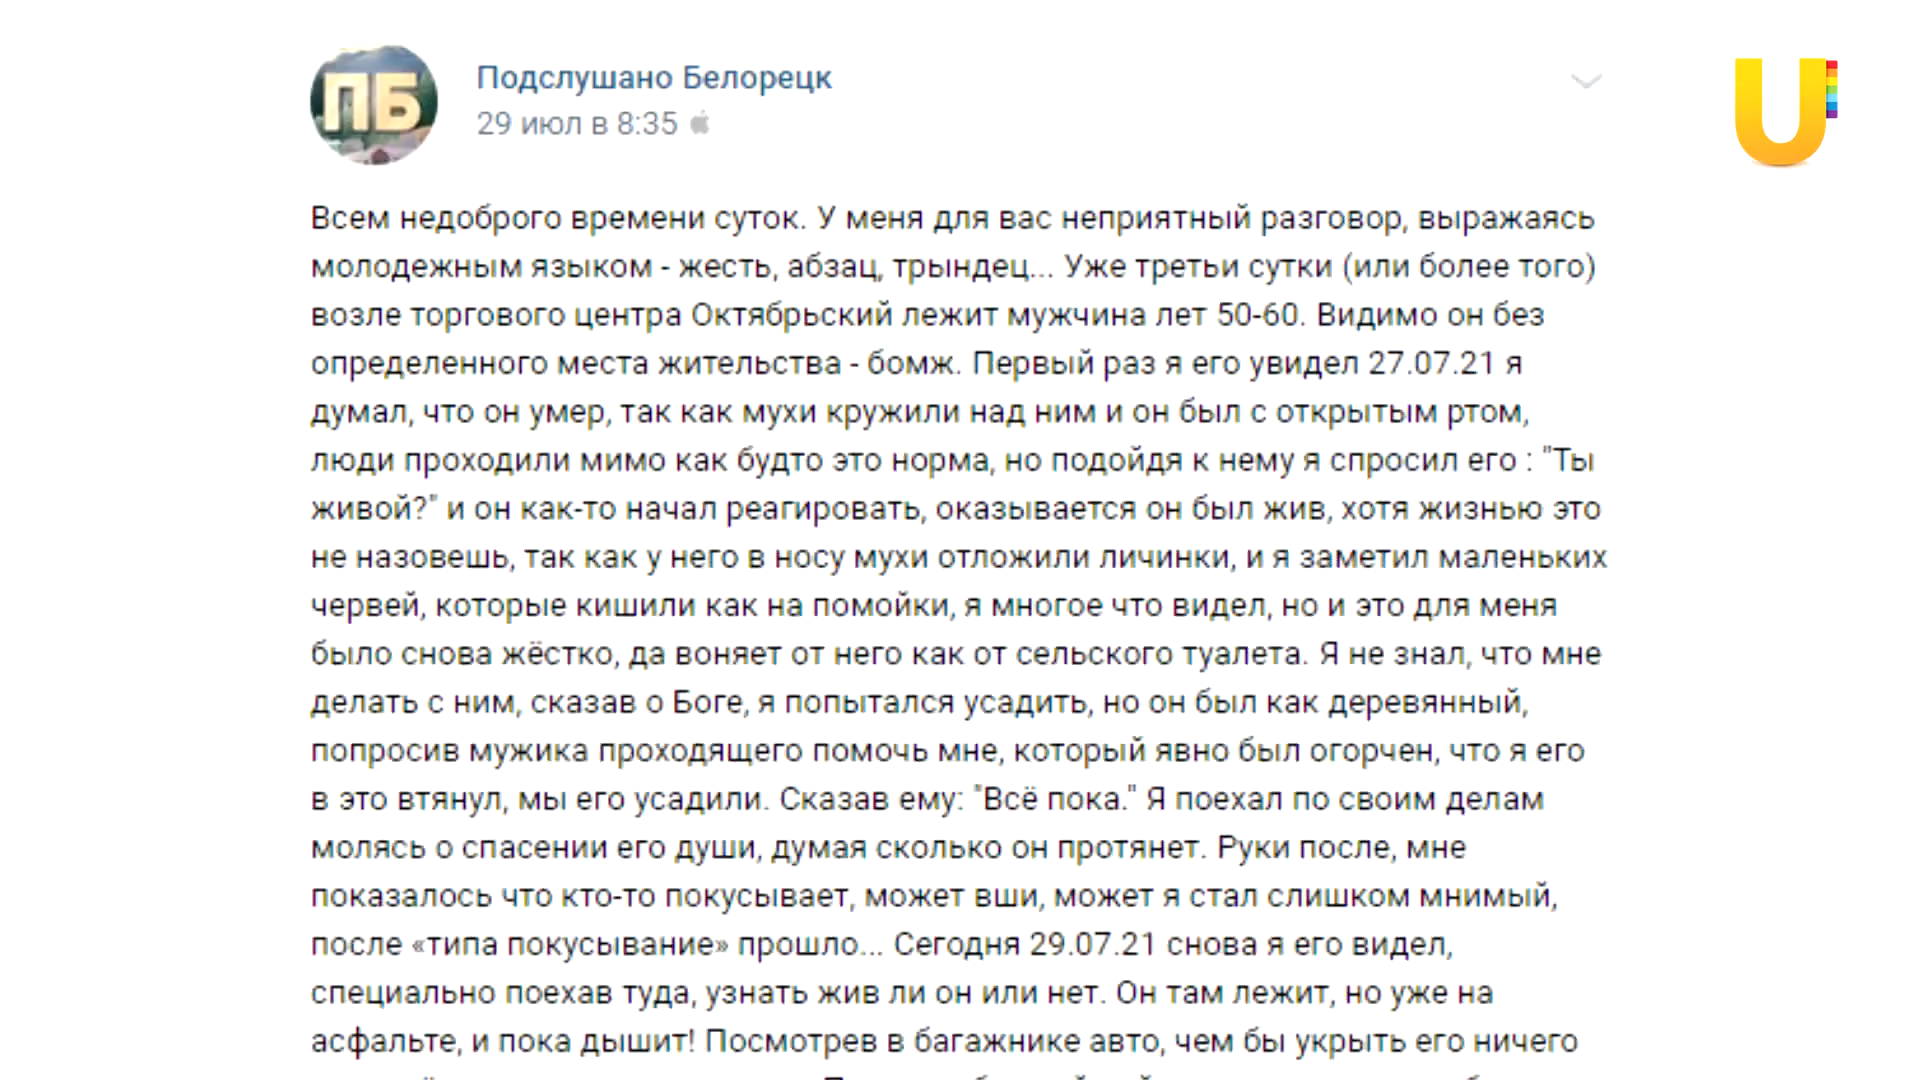 ПБ
Подслушано Белорецк
29 июл в 8:35
U
Всем недоброго времени суток. У меня для вас неприятный разговор, выражаясь
молодежным языком - жесть, абзац, трындец... Уже третьи сутки (или более того)
возле торгового центра Октябрьский лежит мужчина лет 50-60. Видимо он без
определенного места жительства - бомж. Первый раз я его увидел 27.07.21 я
думал, что он умер, так как мухи кружили над ним и он был с открытым ртом,
люди проходили мимо как будто это норма, но подойдя к нему я спросил его : "Ты
живой?" и он как-то начал реагировать, оказывается он был жив, хотя жизнью это
не назовешь, так как у него в носу мухи отложили личинки, и я заметил маленьких
червей, которые кишили как на помойки, я многое что видел, но и это для меня
было снова жёстко, да воняет от него как от сельского туалета. Я не знал, что мне
делать с ним, сказав о Боге, я попытался усадить, но он был как деревянный,
попросив мужика проходящего помочь мне, который явно был огорчен, что я его
в это втянул, мы его усадили. Сказав ему: "Всё пока." Я поехал по своим делам
молясь о спасении его души, думая сколько он протянет. Руки после, мне
показалось что кто-то покусывает, может вши, может я стал слишком мнимый,
после «типа покусывание» прошло... Сегодня 29.07.21 снова я его видел,
специально поехав туда, узнать жив ли он или нет. Он там лежит, но уже на
асфальте, и пока дышит! Посмотрев в багажнике авто, чем бы укрыть его ничего